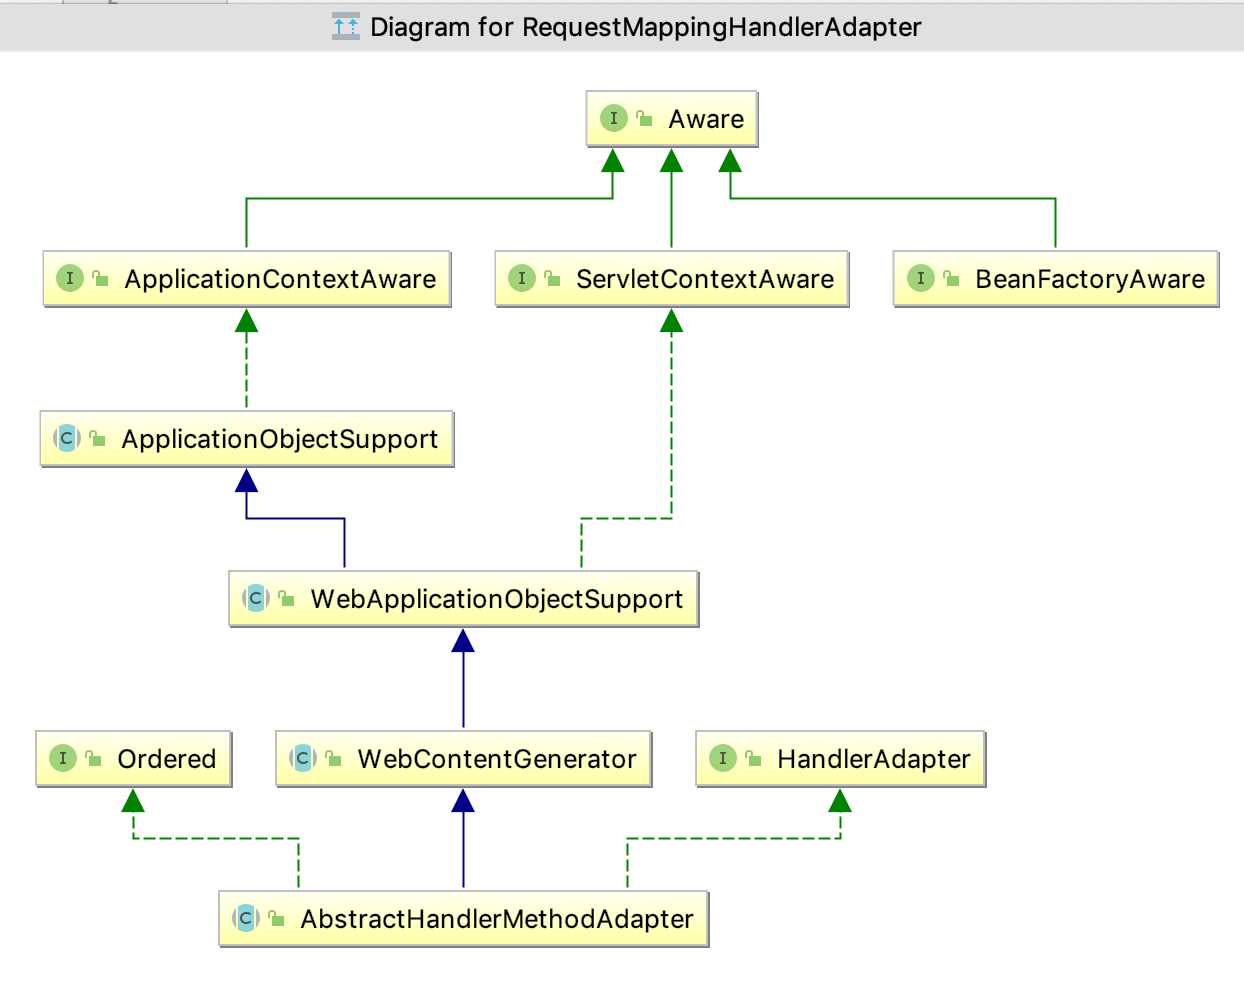 Diagram for RequestMappingHandlerAdapter
I Aware
I ApplicationContextAware
I ServletContextAware
I BeanFactoryAware
C ApplicationObjectSupport
C WebApplicationObjectSupport
I Ordered
C WebContentGenerator
I HandlerAdapter
C AbstractHandlerMethodAdapter